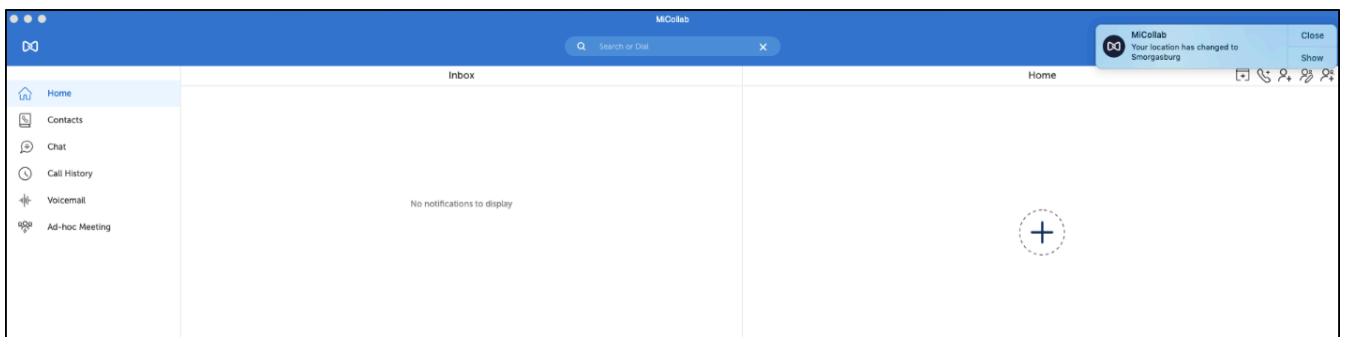 MiCollab
Search or Dial
MiCollab
Your location has changed to
Smorgasburg
Close
Show
Home
Contacts
Chat
Call History
Voicemail
Ad-hoc Meeting
Inbox
No notifications to display
Home